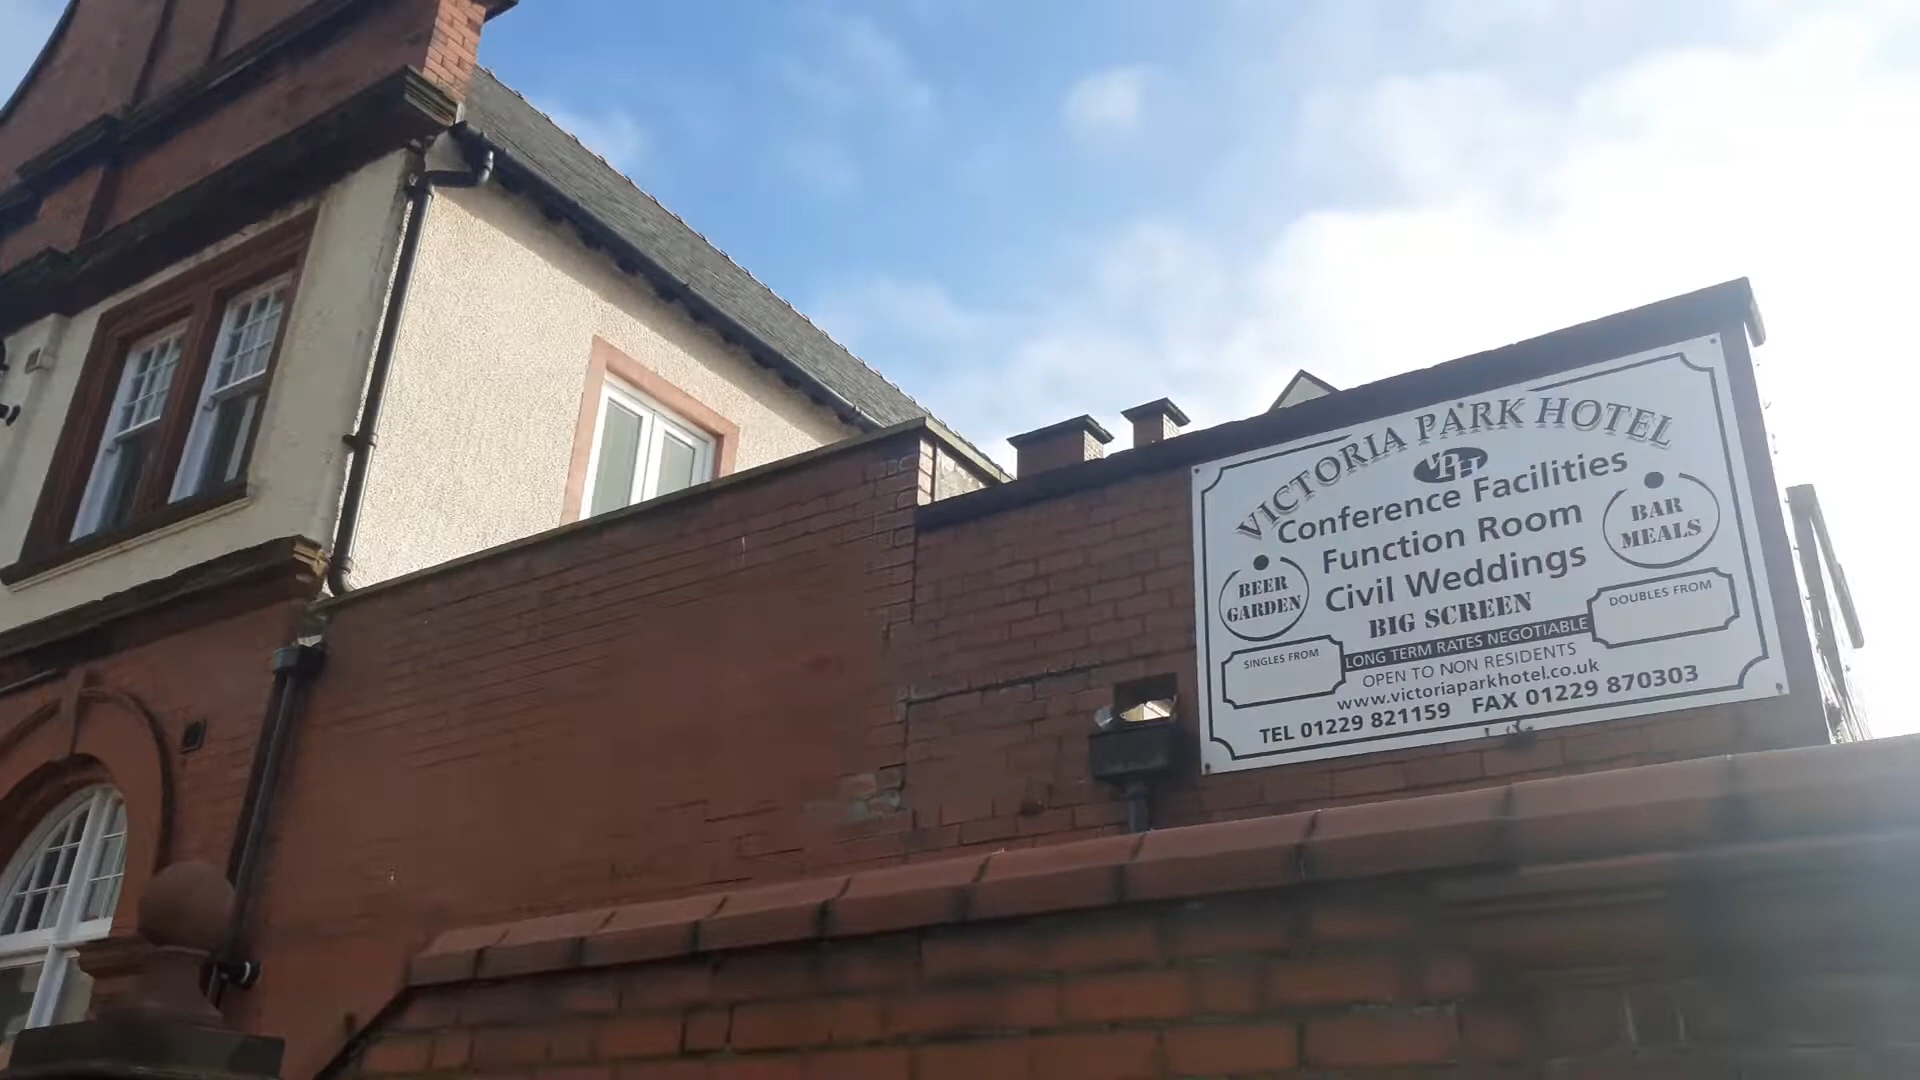 VICTORIA PARK HOTEL
VPH
Conference Facilities
Function Room
Civil Weddings
BIG SCREEN
BEER
GARDEN
BAR
MEALS
SINGLES FROM
DOUBLES FROM
LONG TERM RATES NEGOTIABLE
OPEN TO NON RESIDENTS
www.victoriaparkhotel.co.uk
TEL 01229 821159 FAX 01229 870303